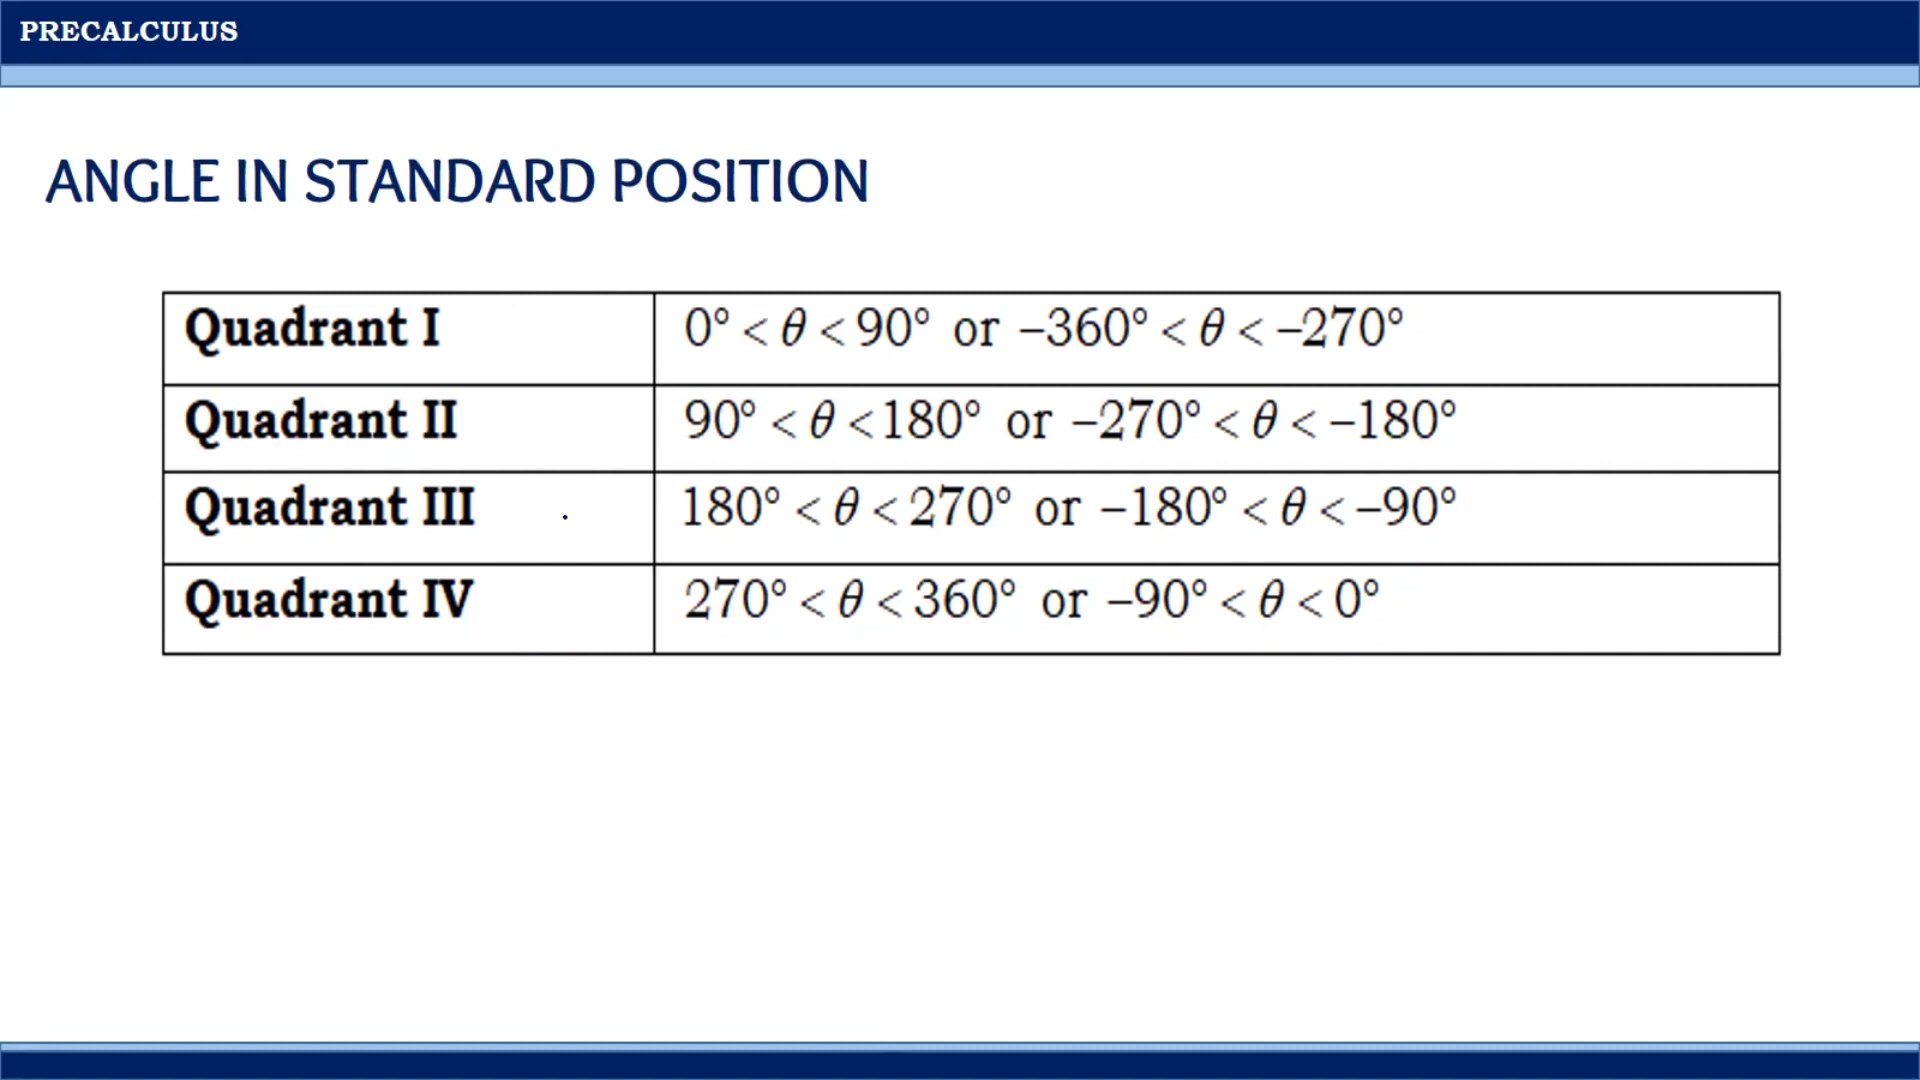 PRECALCULUS
ANGLE IN STANDARD POSITION
Quadrant I 0° < θ < 90° or –360° < θ < –270°
Quadrant II 90° < θ < 180° or –270° < θ < –180°
Quadrant III 180° < θ < 270° or –180° < θ < –90°
Quadrant IV 270° < θ < 360° or –90° < θ < 0°